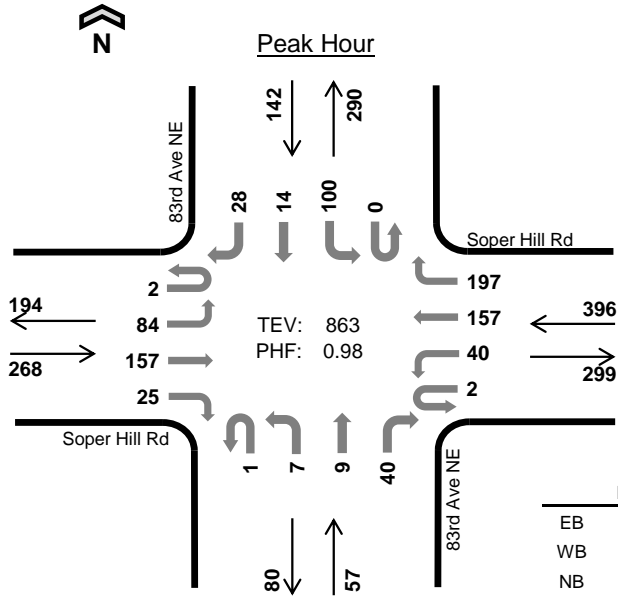 N
Peak Hour
142
290
83rd Ave NE
28
14
100
0
Soper Hill Rd
2
84
157
25
194
268
TEV: 863
PHF: 0.98
197
157
40
2
396
299
Soper Hill Rd
1
7
9
40
83rd Ave NE
80
57
EB
WB
NB